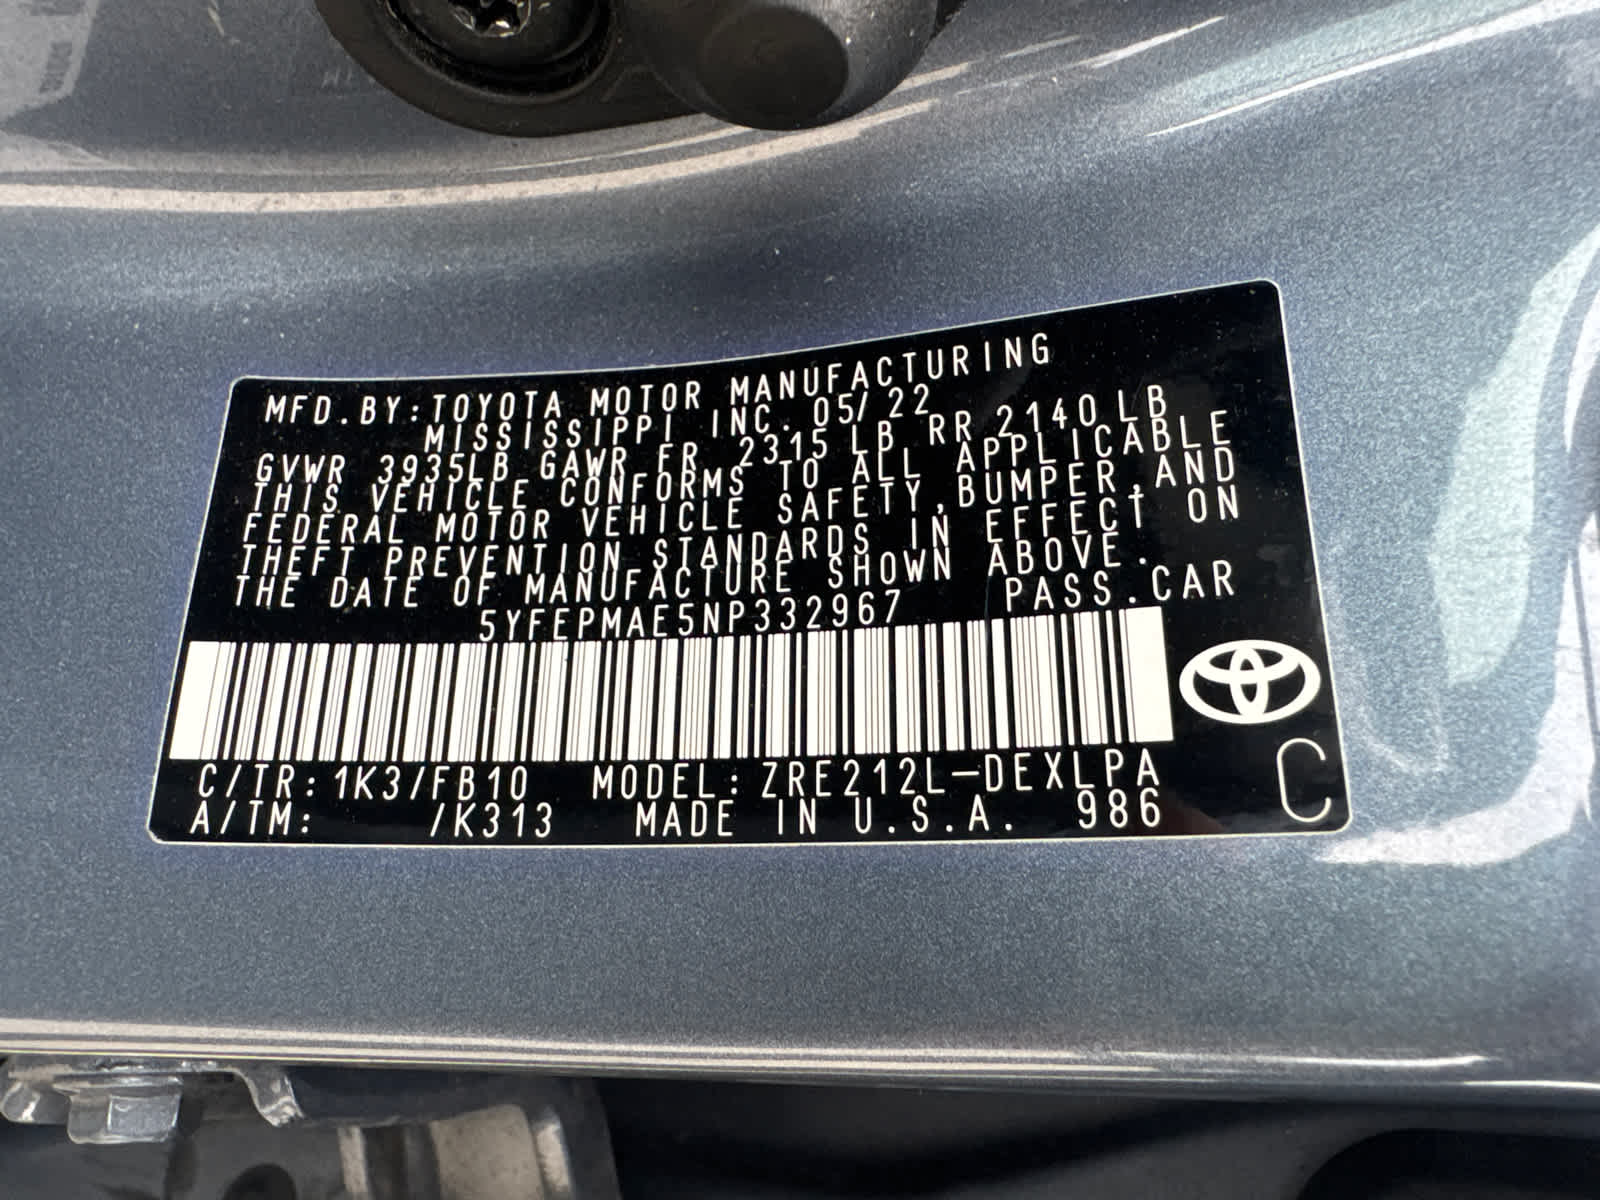 MFD.BY:TOYOTA MOTOR MANUFACTURING
MISSISSIPPI INC. 05/22
GVWR 3935LB GAWR FR 2315 LB RR 2140LB
THIS VEHICLE CONFORMS TO ALL APPLICABLE
FEDERAL MOTOR VEHICLE SAFETY,BUMPER,AND
THEFT PREVENTION STANDARDS IN EFFECT ON
THE DATE OF MANUFACTURE SHOWN ABOVE.
5YFEPMAE5NP332967 PASS.CAR
C/TR:1K3/FB10 MODEL:ZRE212L-DEXLPA
A/TM: /K313 MADE IN U.S.A. 986
C